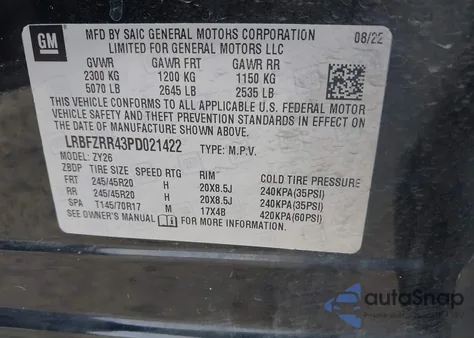 GM
MFD BY SAIC GENERAL MOTORS CORPORATION
LIMITED FOR GENERAL MOTORS LLC
08/22
GVWR GAWR FRT GAWR RR
2300 KG 1200 KG 1150 KG
5070 LB 2645 LB 2535 LB
THIS VEHICLE CONFORMS TO ALL APPLICABLE U.S. FEDERAL MOTOR
VEHICLE SAFETY AND THEFT PREVENTION STANDARDS IN EFFECT ON
THE DATE OF MANUFACTURE SHOWN ABOVE.
LRBFZRR43PD021422 TYPE: M.P.V.
MODEL: ZY26
TIRE SIZE SPEED RTG RIM COLD TIRE PRESSURE
FRT 245/45R20 H 20X8.5J 240KPA(35PSI)
RR 245/45R20 H 20X8.5J 240KPA(35PSI)
SPA T145/70R17 M 17X4B 420KPA(60PSI)
SEE OWNER'S MANUAL FOR MORE INFORMATION.
autoSnap